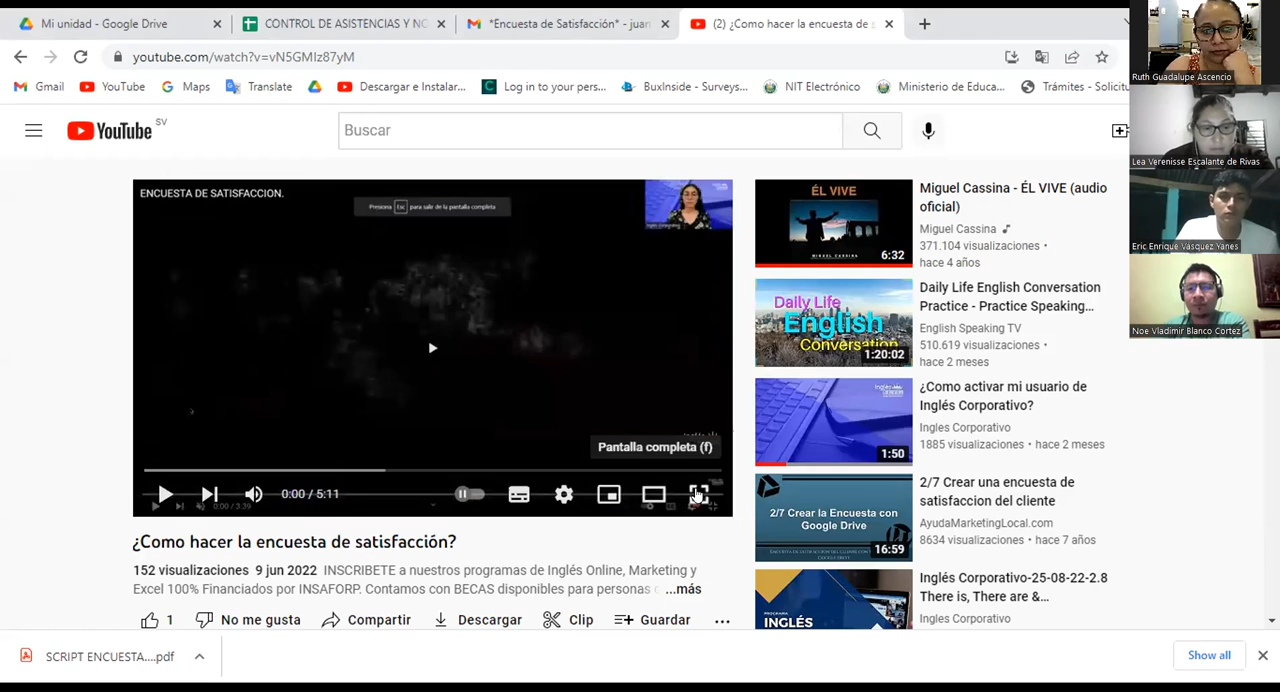 Mi unidad - Google Drive
CONTROL DE ASISTENCIAS Y NO
*Encuesta de Satisfacción* - juan
(2) ¿Como hacer la encuesta de s
youtube.com/watch?v=vN5GMIz87yM
Gmail
YouTube
Maps
Translate
Descargar e Instalar...
Log in to your pers...
BuxInside - Surveys...
NIT Electrónico
Ministerio de Educa...
Trámites - Solicitu
YouTube SV
Buscar
ENCUESTA DE SATISFACCION.
Presiona Esc para salir de la pantalla completa
Pantalla completa (f)
0:00 / 5:11
0:00 / 3:39
¿Como hacer la encuesta de satisfacción?
152 visualizaciones 9 jun 2022 INSCRIBETE a nuestros programas de Inglés Online, Marketing y
Excel 100% Financiados por INSAFORP. Contamos con BECAS disponibles para personas c ...más
1
No me gusta
Compartir
Descargar
Clip
Guardar
ÉL VIVE
MIGUEL CASSINA
6:32
Miguel Cassina - ÉL VIVE (audio
oficial)
Miguel Cassina
371.104 visualizaciones •
hace 4 años
Daily Life
English
Conversation
1:20:02
Daily Life English Conversation
Practice - Practice Speaking...
English Speaking TV
510.619 visualizaciones •
hace 2 meses
1:50
¿Como activar mi usuario de
Inglés Corporativo?
Ingles Corporativo
1885 visualizaciones • hace 2 meses
2/7 Crear la Encuesta con
Google Drive
16:59
2/7 Crear una encuesta de
satisfaccion del cliente
AyudaMarketingLocal.com
8634 visualizaciones • hace 7 años
PROGRAMA
INGLÉS
Inglés Corporativo-25-08-22-2.8
There is, There are &...
Ingles Corporativo
Ruth Guadalupe Ascencio
Lea Verenisse Escalante de Rivas
Eric Enrique Vásquez Yanes
Noe Vladimir Blanco Cortez
SCRIPT ENCUESTA....pdf
Show all